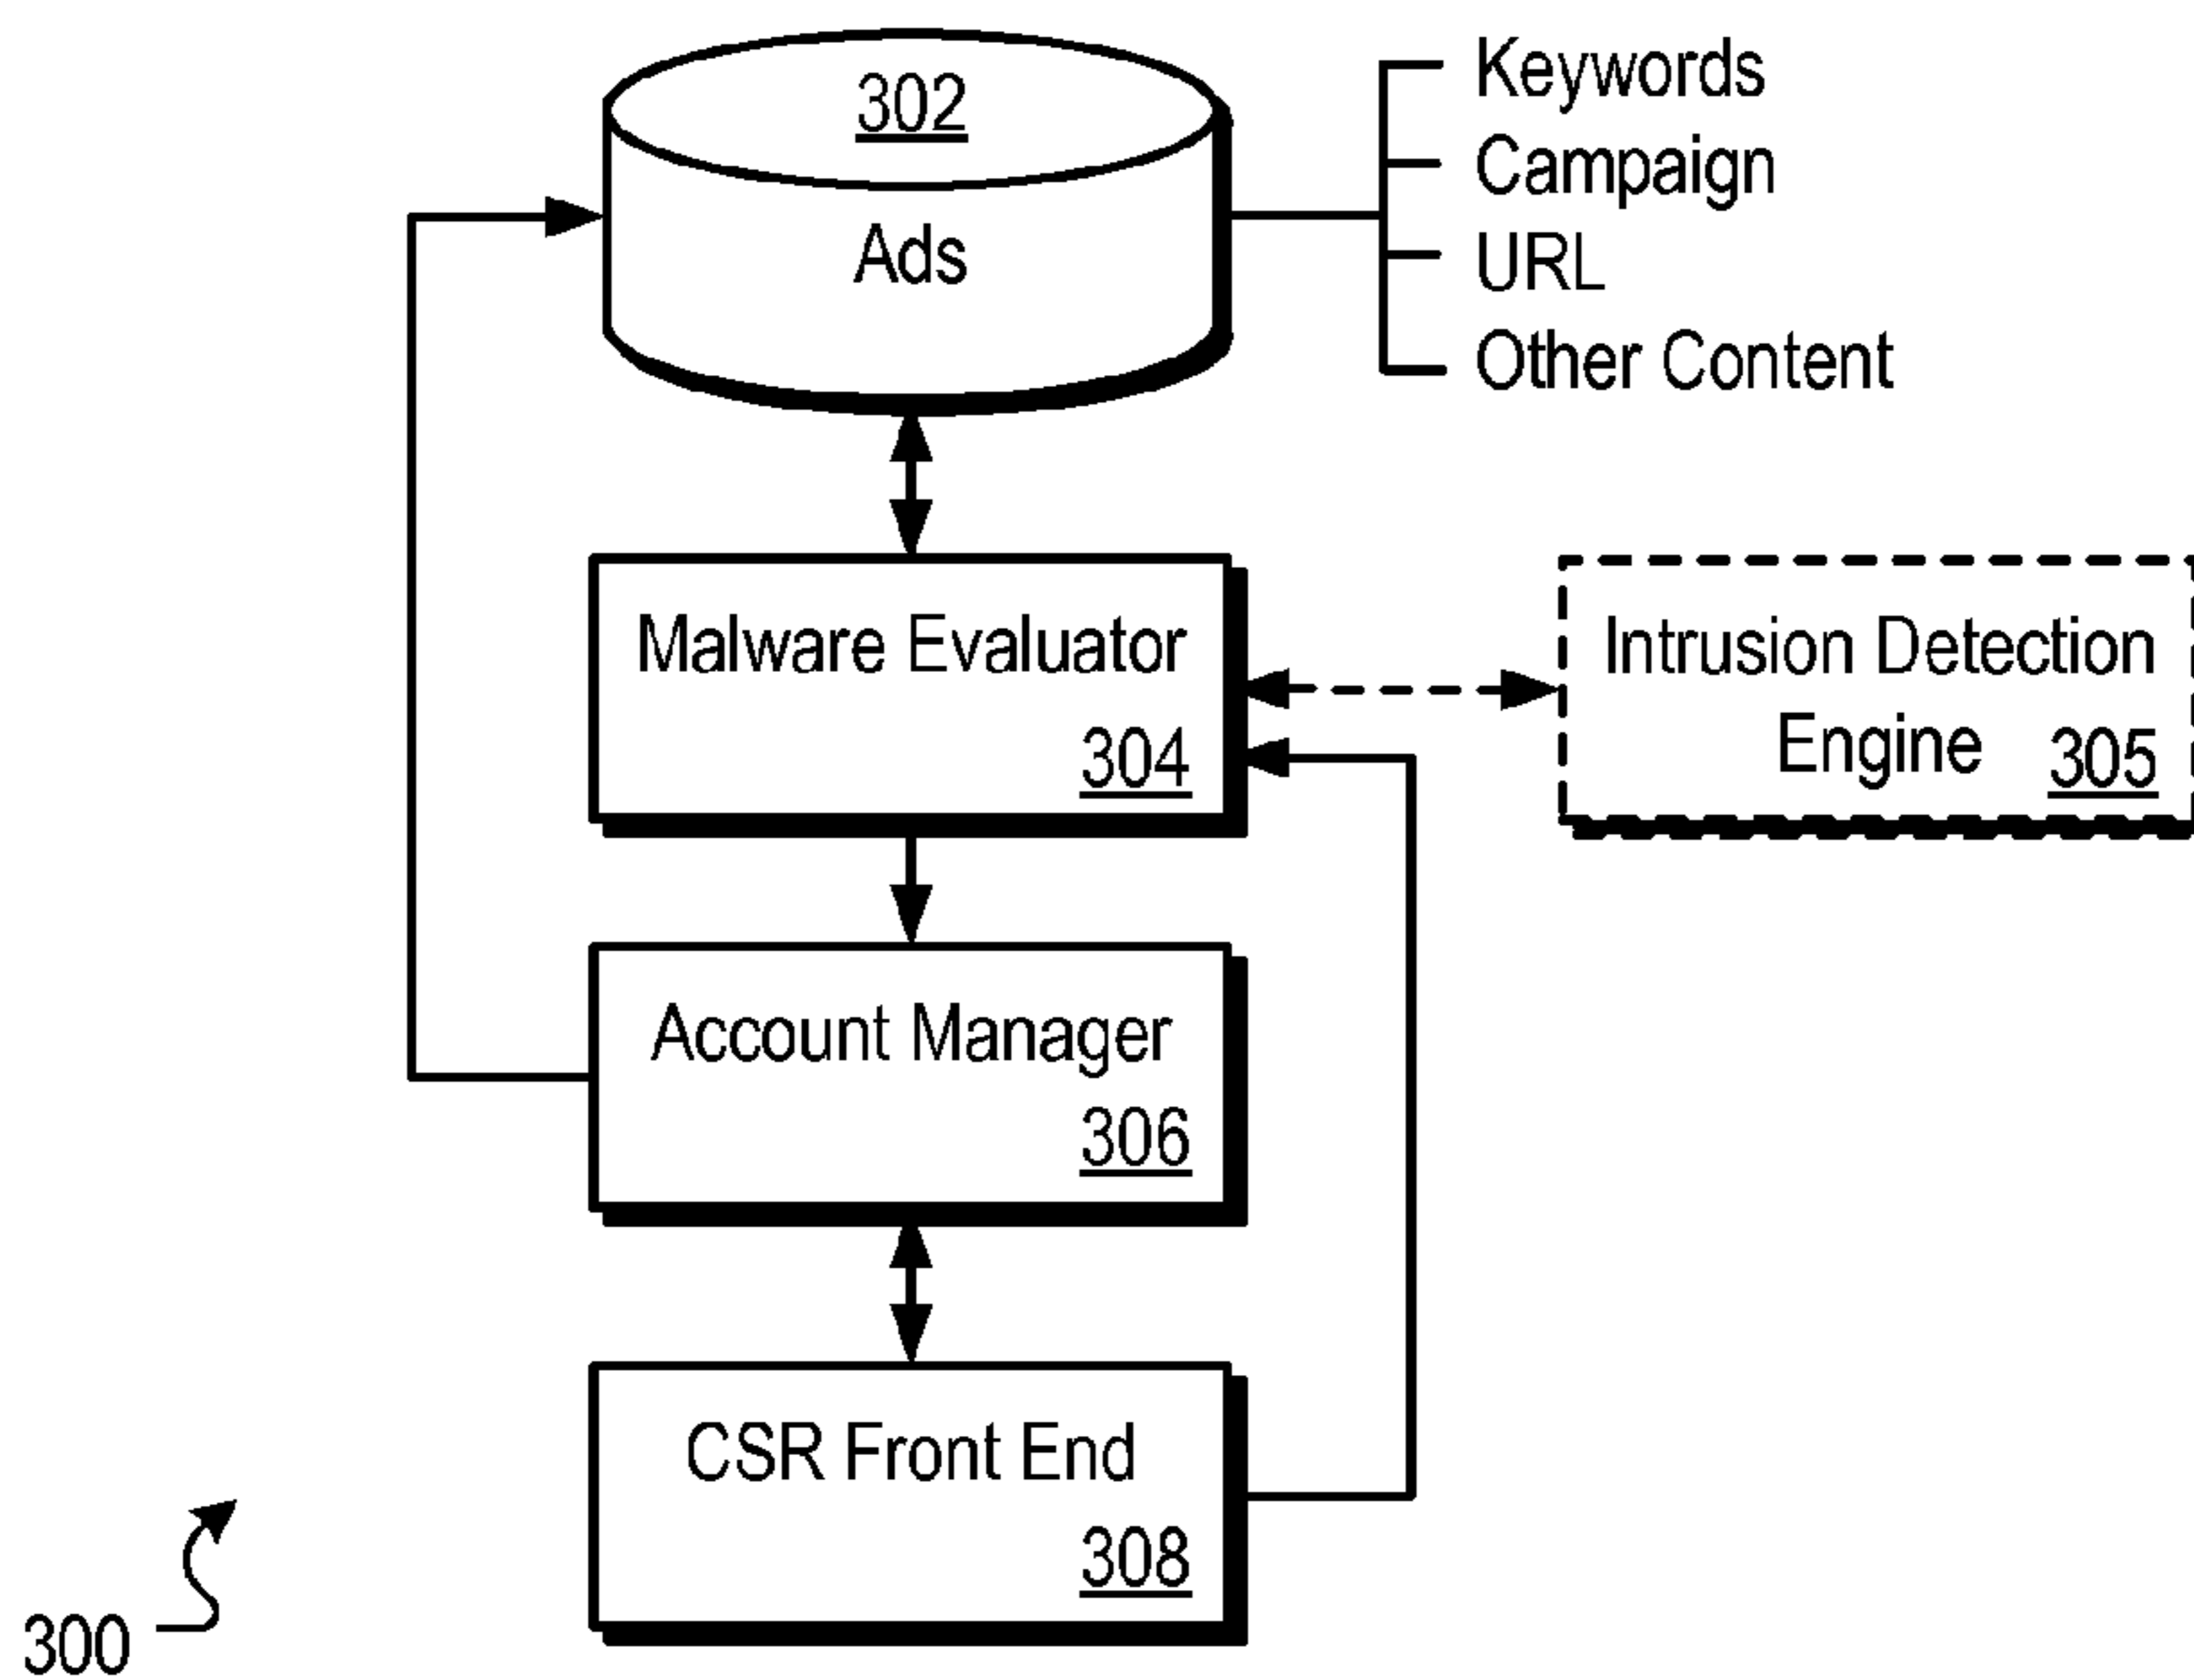 302
Ads
Keywords
Campaign
URL
Other Content
Malware Evaluator
304
Intrusion Detection
Engine 305
Account Manager
306
CSR Front End
308
300